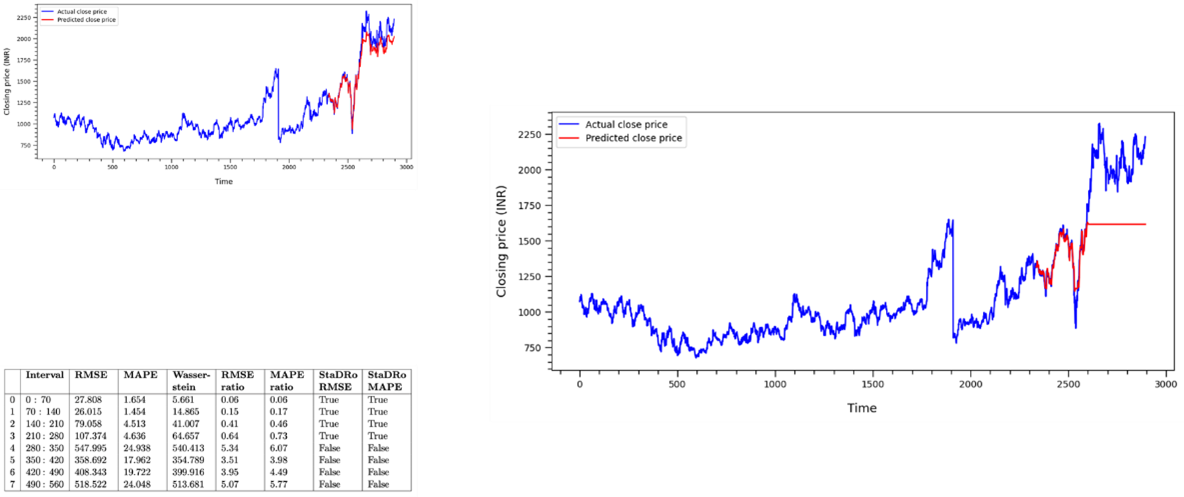 Actual close price
Predicted close price
2250
2000
1750
1500
1250
1000
750
Closing price (INR)
0 500 1000 1500 2000 2500 3000
Time
Actual close price
Predicted close price
2250
2000
1750
1500
1250
1000
750
Closing price (INR)
0 500 1000 1500 2000 2500 3000
Time
Interval RMSE MAPE Wasser-stein RMSE ratio MAPE ratio StaDRo RMSE StaDRo MAPE
0 0 : 70 27.808 1.654 5.661 0.06 0.06 True True
1 70 : 140 26.015 1.454 14.865 0.15 0.17 True True
2 140 : 210 79.058 4.513 41.007 0.41 0.46 True True
3 210 : 280 107.374 4.636 64.657 0.64 0.73 True True
4 280 : 350 547.995 24.938 540.413 5.34 6.07 False False
5 350 : 420 358.692 17.962 354.789 3.51 3.98 False False
6 420 : 490 408.343 19.722 399.916 3.95 4.49 False False
7 490 : 560 518.522 24.048 513.681 5.07 5.77 False False